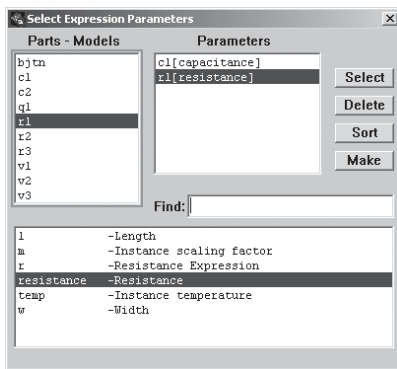 Select Expression Parameters
Parts - Models
Parameters
bjtn
c1
c2
q1
r1
r2
r3
v1
v2
v3
c1[capacitance]
r1[resistance]
Select
Delete
Sort
Make
Find:
l -Length
m -Instance scaling factor
r -Resistance Expression
resistance -Resistance
temp -Instance temperature
w -Width